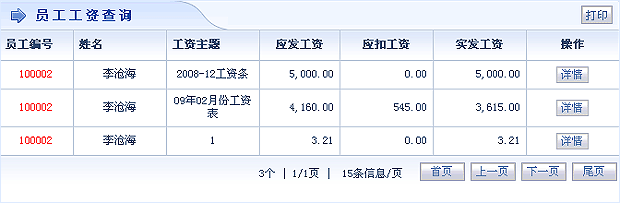 员工工资查询 打印
员工编号 姓名 工资主题 应发工资 应扣工资 实发工资 操作
100002 李沧海 2008-12工资条 5,000.00 0.00 5,000.00 详情
100002 李沧海 09年02月份工资表 4,160.00 545.00 3,615.00 详情
100002 李沧海 1 3.21 0.00 3.21 详情
3个 | 1/1页 | 15条信息/页 首页 上一页 下一页 尾页